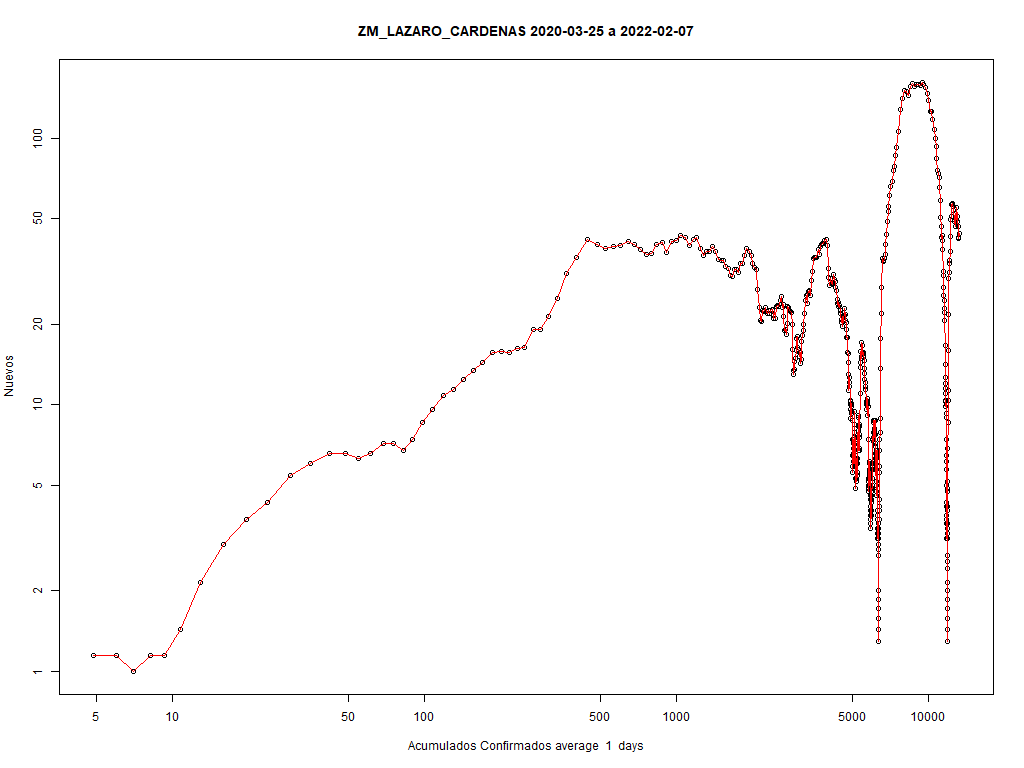 ZM_LAZARO_CARDENAS 2020-03-25 a 2022-02-07
Nuevos
100
50
20
10
5
2
1
5 10 50 100 500 1000 5000 10000
Acumulados Confirmados average 1 days